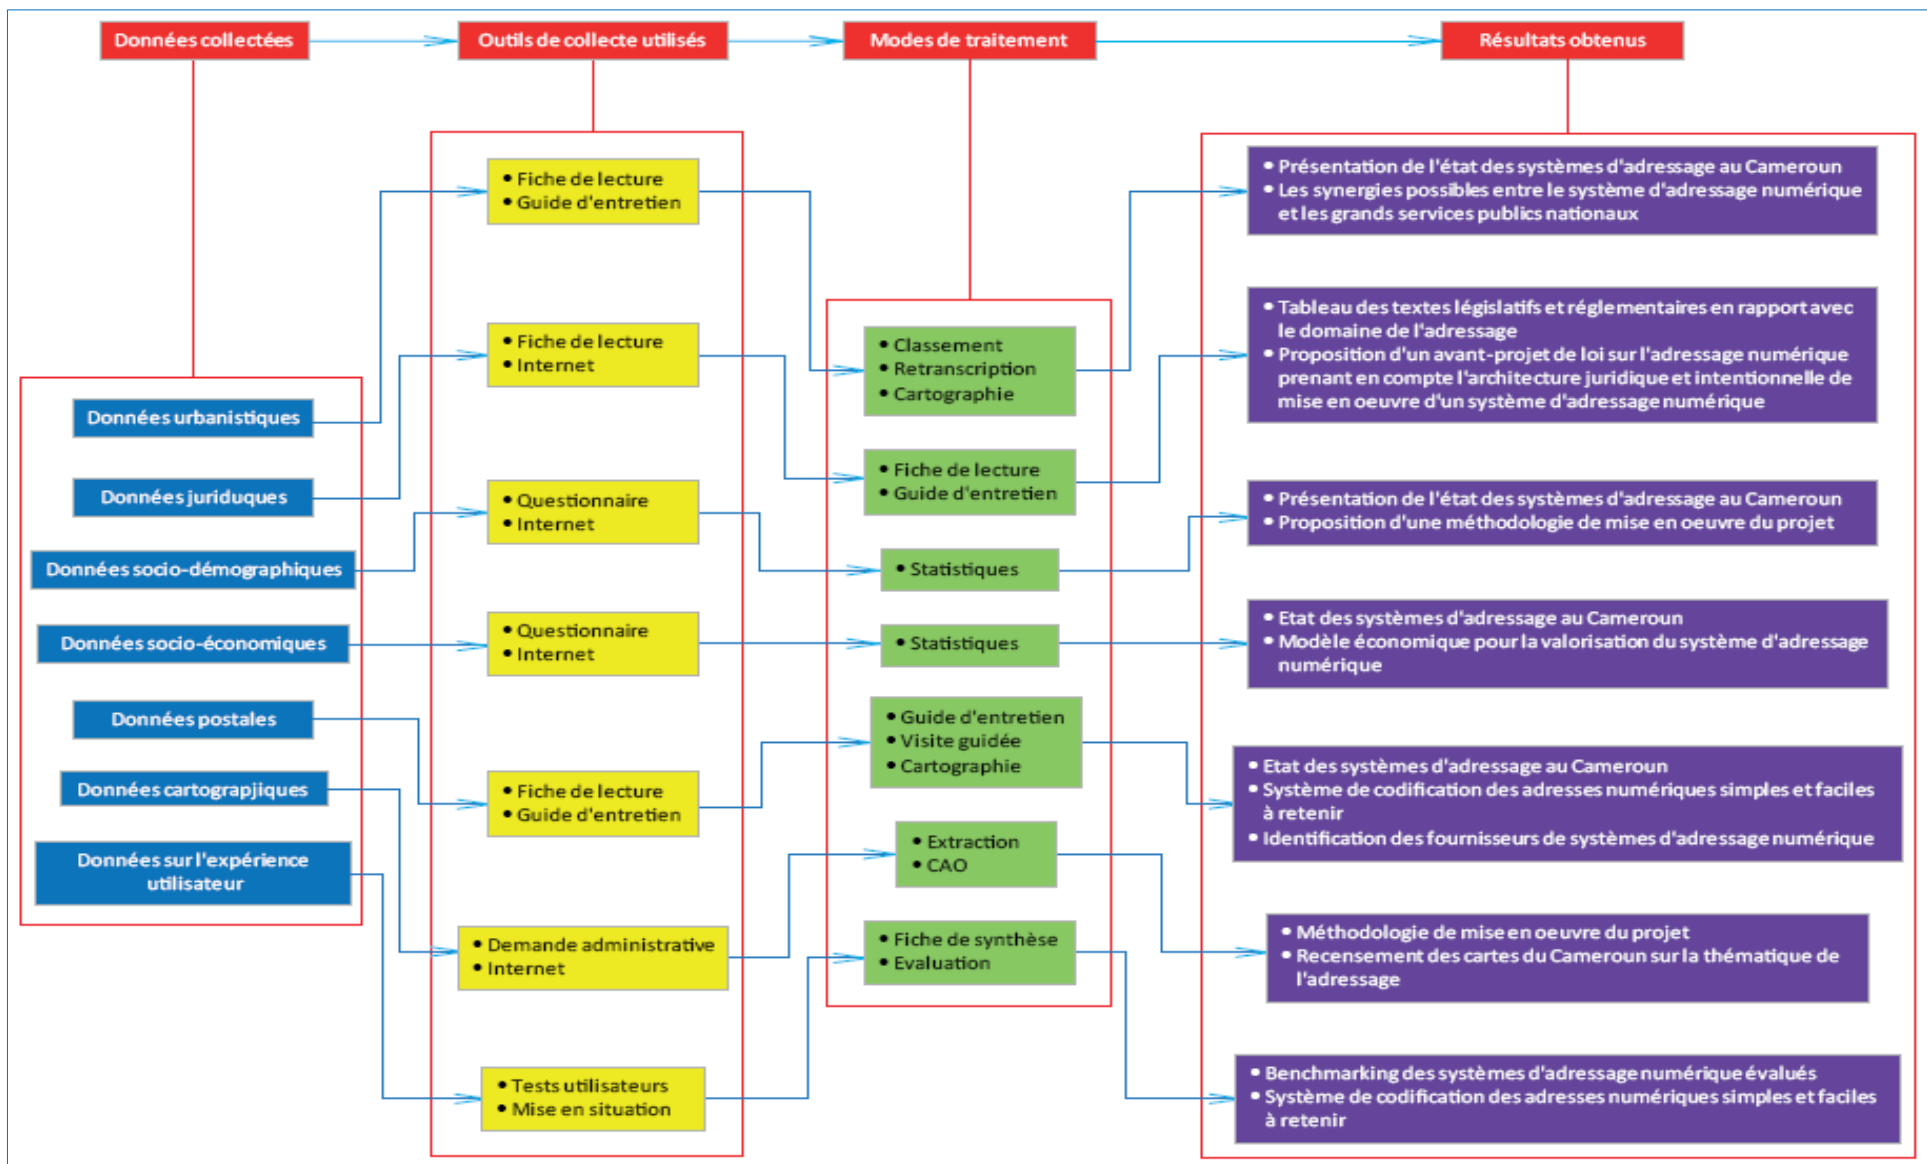 Données collectées
Outils de collecte utilisés
Modes de traitement
Résultats obtenus
Données urbanistiques
Données juriduques
Données socio-démographiques
Données socio-économiques
Données postales
Données cartograpjiques
Données sur l'expérience
utilisateur
• Fiche de lecture
• Guide d'entretien
• Fiche de lecture
• Internet
• Questionnaire
• Internet
• Questionnaire
• Internet
• Fiche de lecture
• Guide d'entretien
• Demande administrative
• Internet
• Tests utilisateurs
• Mise en situation
• Classement
• Retranscription
• Cartographie
• Fiche de lecture
• Guide d'entretien
• Statistiques
• Statistiques
• Guide d'entretien
• Visite guidée
• Cartographie
• Extraction
• CAO
• Fiche de synthèse
• Evaluation
• Présentation de l'état des systèmes d'adressage au Cameroun
• Les synergies possibles entre le système d'adressage numérique
et les grands services publics nationaux
• Tableau des textes législatifs et réglementaires en rapport avec
le domaine de l'adressage
• Proposition d'un avant-projet de loi sur l'adressage numérique
prenant en compte l'architecture juridique et intentionnelle de
mise en oeuvre d'un système d'adressage numérique
• Présentation de l'état des systèmes d'adressage au Cameroun
• Proposition d'une méthodologie de mise en oeuvre du projet
• Etat des systèmes d'adressage au Cameroun
• Modèle économique pour la valorisation du système d'adressage
numérique
• Etat des systèmes d'adressage au Cameroun
• Système de codification des adresses numériques simples et faciles
à retenir
• Identification des fournisseurs de systèmes d'adressage numérique
• Méthodologie de mise en oeuvre du projet
• Recensement des cartes du Cameroun sur la thématique de
l'adressage
• Benchmarking des systèmes d'adressage numérique évalués
• Système de codification des adresses numériques simples et faciles
à retenir